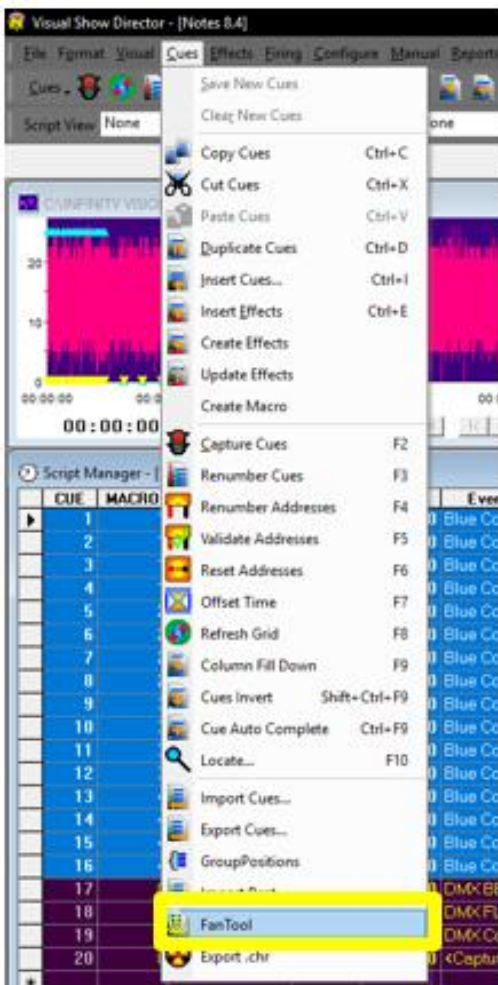 Visual Show Director - [Notes 8.4]
File Format Visual Cues Effects Firing Configure Manual Reports
Cues
Script View None
Save New Cues
Clear New Cues
Copy Cues Ctrl+C
Cut Cues Ctrl+X
Paste Cues Ctrl+V
Duplicate Cues Ctrl+D
Insert Cues... Ctrl+I
Insert Effects Ctrl+E
Create Effects
Update Effects
Create Macro
Capture Cues F2
Renumber Cues F3
Renumber Addresses F4
Validate Addresses F5
Reset Addresses F6
Offset Time F7
Refresh Grid F8
Column Fill Down F9
Cues Invert Shift+Ctrl+F9
Cue Auto Complete Ctrl+F9
Locate... F10
Import Cues...
Export Cues...
GroupPositions
FanTool
Export .chr
20
10
0
00:00:00
00:00:00
Script Manager - [
CUE MACRO
1 Blue Co
2 Blue Co
3 Blue Co
4 Blue Co
5 Blue Co
6 Blue Co
7 Blue Co
8 Blue Co
9 Blue Co
10 Blue Co
11 Blue Co
12 Blue Co
13 Blue Co
14 Blue Co
15 Blue Co
16 Blue Co
17
18
19 DMX Co
20 <Captu